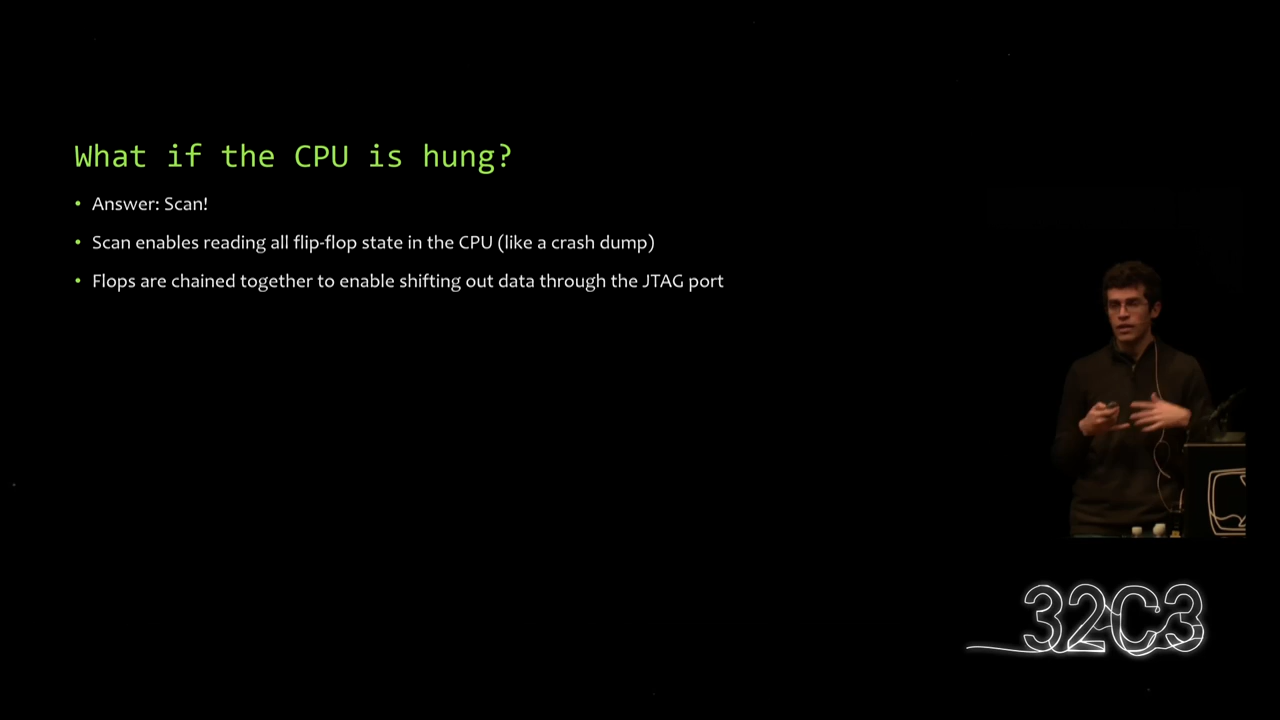 What if the CPU is hung?
• Answer: Scan!
• Scan enables reading all flip-flop state in the CPU (like a crash dump)
• Flops are chained together to enable shifting out data through the JTAG port
32C3